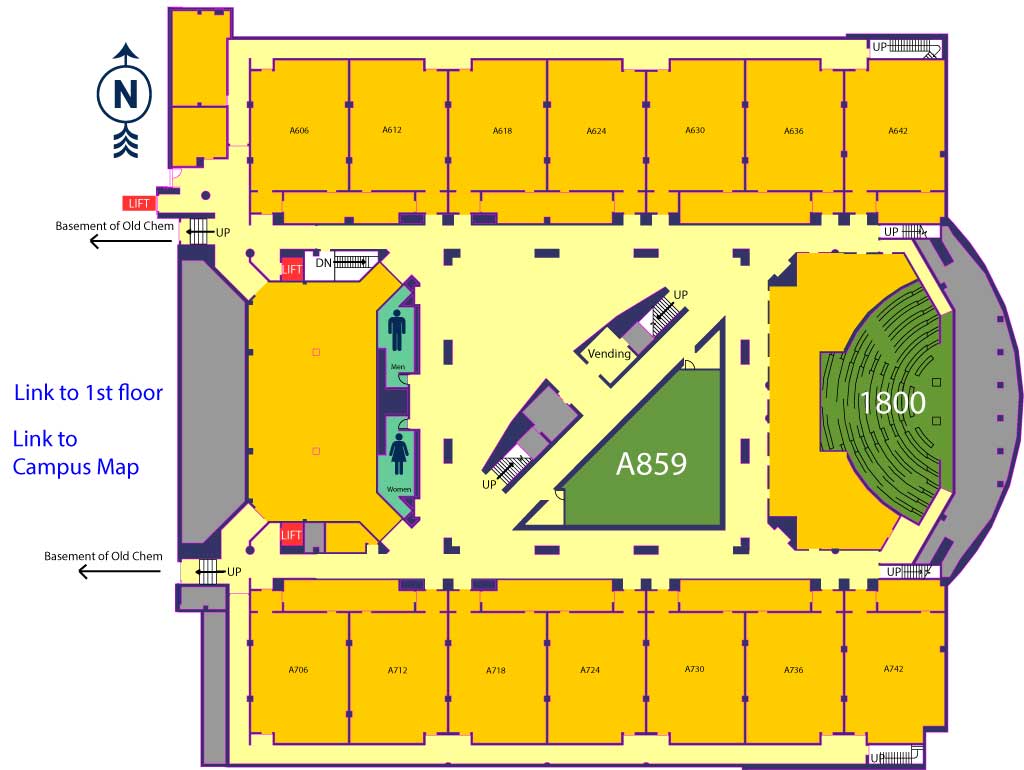 UP
N
A606
A612
A618
A624
A630
A636
A642
LIFT
Basement of Old Chem
UP
UP
LIFT
DN
UP
Vending
Men
Link to 1st floor
1800
Link to
Campus Map
A859
Women
UP
LIFT
Basement of Old Chem
UP
UP
A706
A712
A718
A724
A730
A736
A742
UP